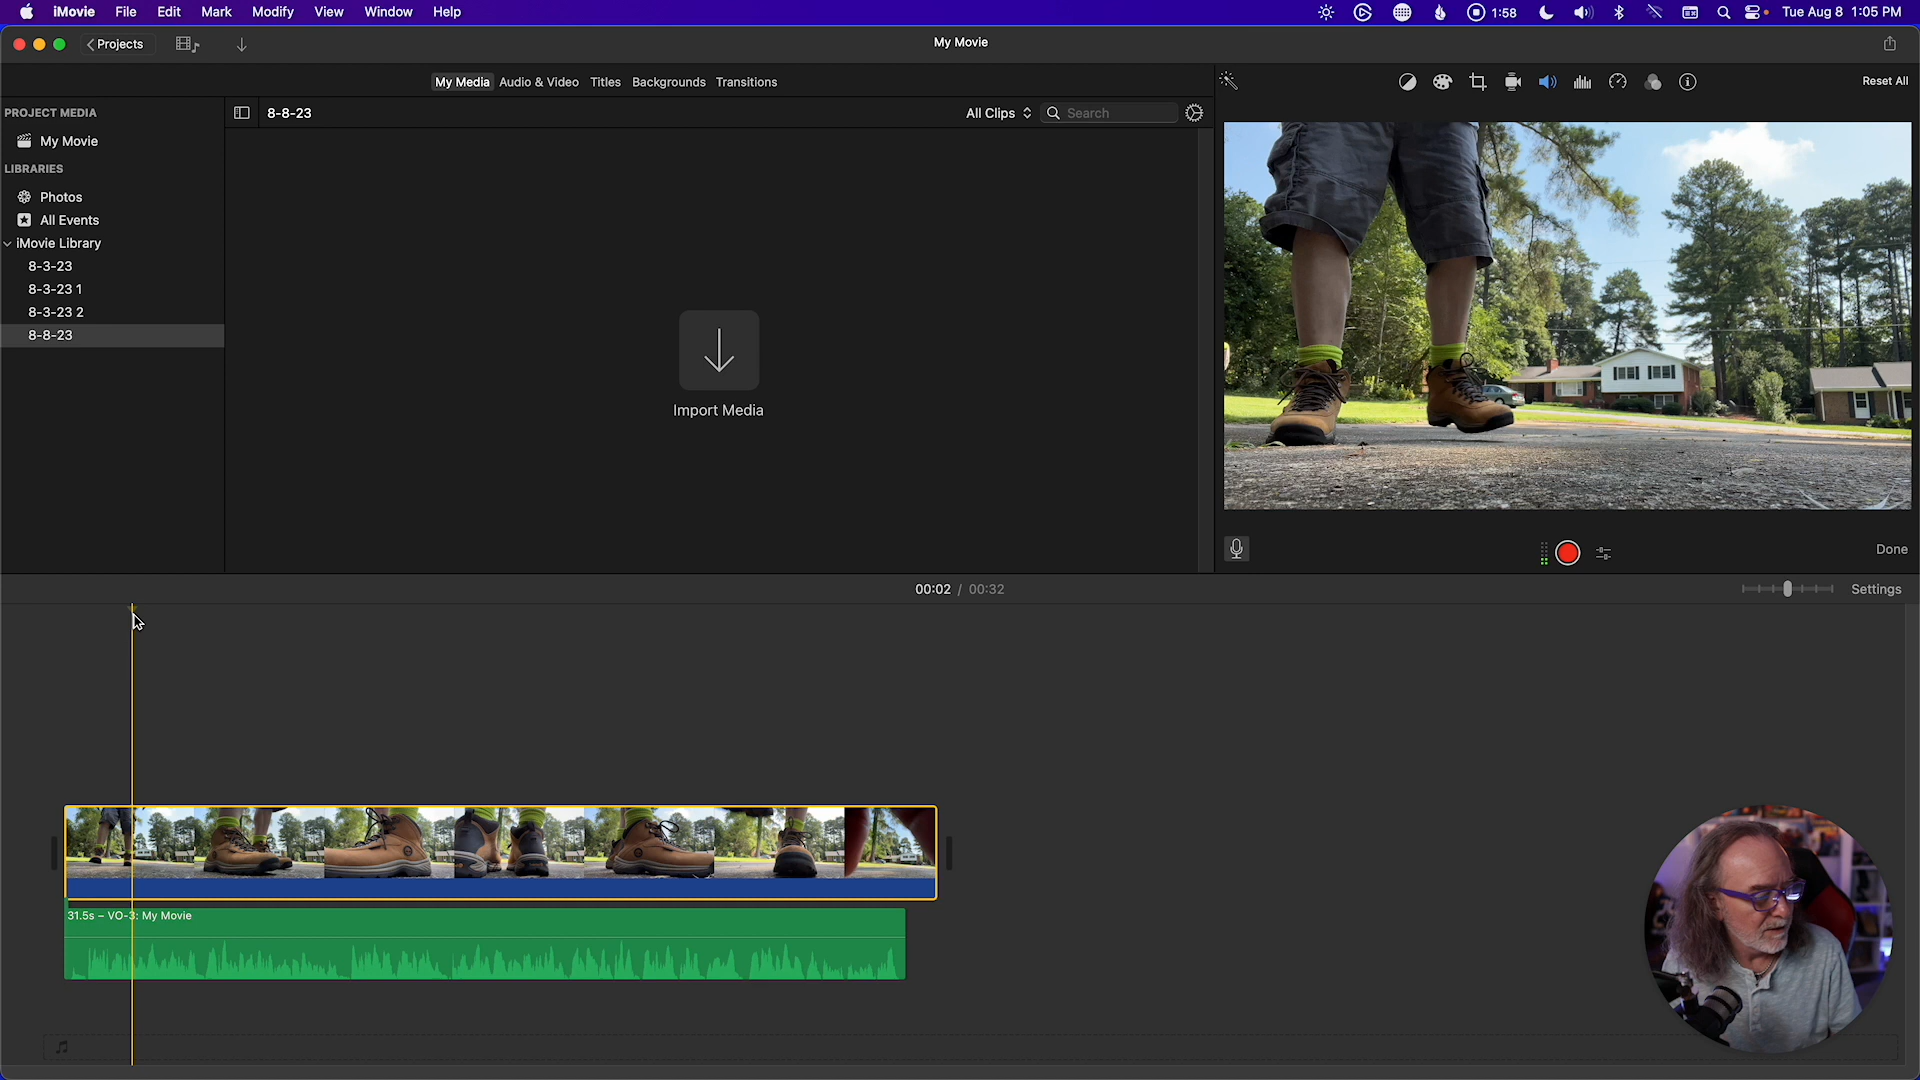 iMovie File Edit Mark Modify View Window Help 1:58 Tue Aug 8 1:05 PM
Projects My Movie
My Media Audio & Video Titles Backgrounds Transitions Reset All
PROJECT MEDIA
8-8-23 All Clips Search
My Movie
LIBRARIES
Photos
All Events
iMovie Library
8-3-23
8-3-23 1
8-3-23 2
8-8-23
Import Media
Done
00:02 / 00:32 Settings
31.5s – VO-3: My Movie